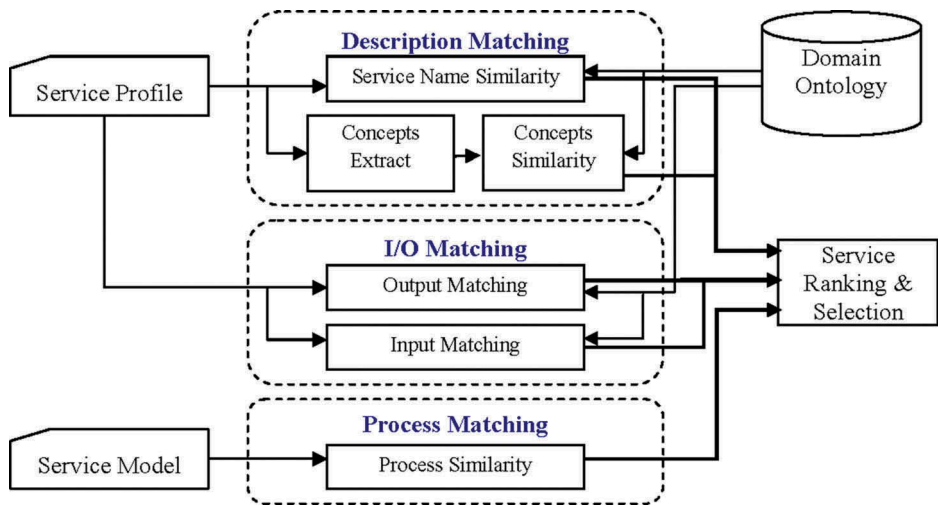 Description Matching
Service Name Similarity
Concepts
Extract
Concepts
Similarity
Service Profile
Domain
Ontology
I/O Matching
Output Matching
Input Matching
Service
Ranking &
Selection
Process Matching
Process Similarity
Service Model